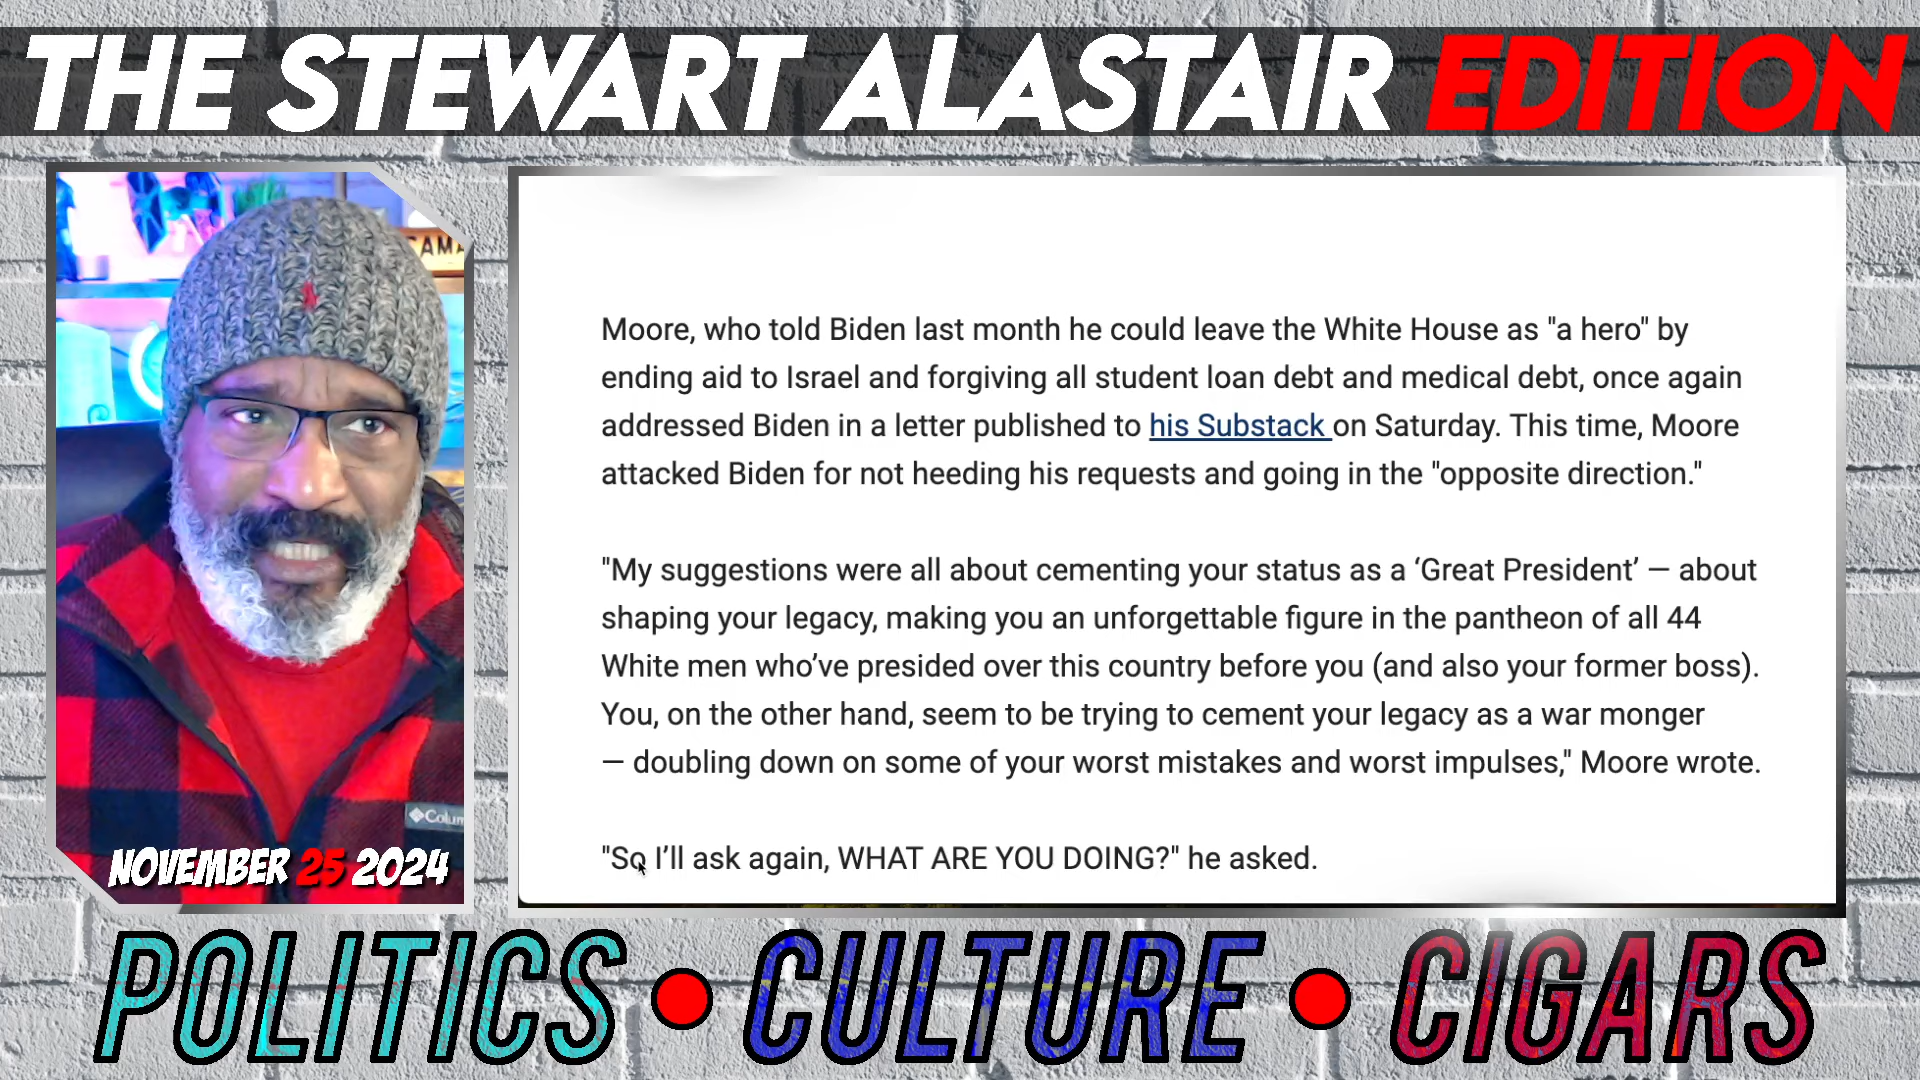 THE STEWART ALASTAIR EDITION
CAMA
Moore, who told Biden last month he could leave the White House as "a hero" by
ending aid to Israel and forgiving all student loan debt and medical debt, once again
addressed Biden in a letter published to his Substack on Saturday. This time, Moore
attacked Biden for not heeding his requests and going in the "opposite direction."
"My suggestions were all about cementing your status as a ‘Great President’ — about
shaping your legacy, making you an unforgettable figure in the pantheon of all 44
White men who’ve presided over this country before you (and also your former boss).
You, on the other hand, seem to be trying to cement your legacy as a war monger
— doubling down on some of your worst mistakes and worst impulses," Moore wrote.
"So I’ll ask again, WHAT ARE YOU DOING?" he asked.
Colum
NOVEMBER 25 2024
POLITICS • CULTURE • CIGARS